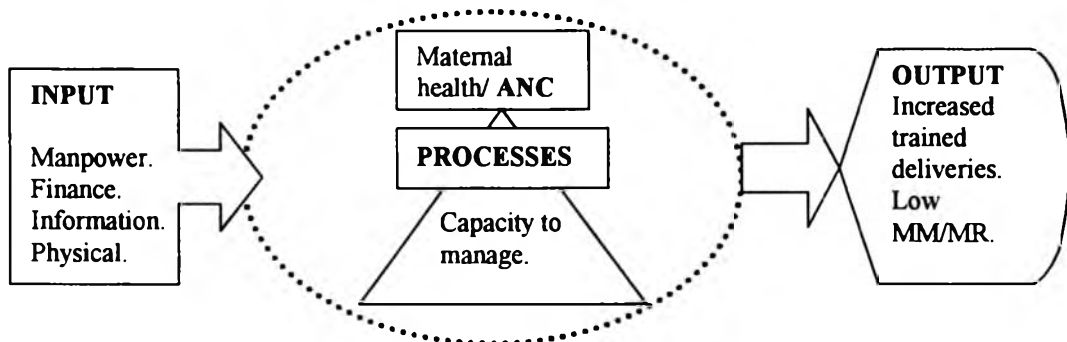 INPUT
Manpower.
Finance.
Information.
Physical.
Maternal
health/ ANC
PROCESSES
Capacity to
manage.
OUTPUT
Increased
trained
deliveries.
Low
MM/MR.